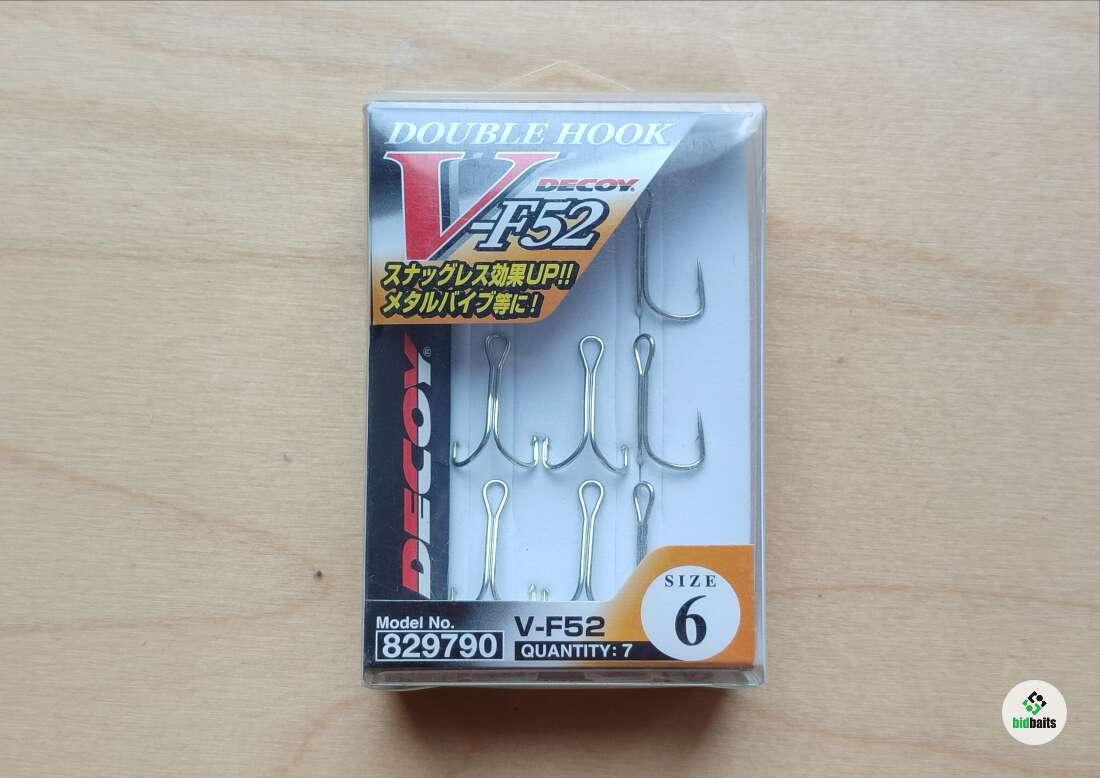 DOUBLE HOOK
DECOY®
V-F52
スナッグレス効果UP!!
メタルバイブ等に!
DECOY®
Model No.
829790
V-F52
QUANTITY: 7
SIZE
6
bidbaits